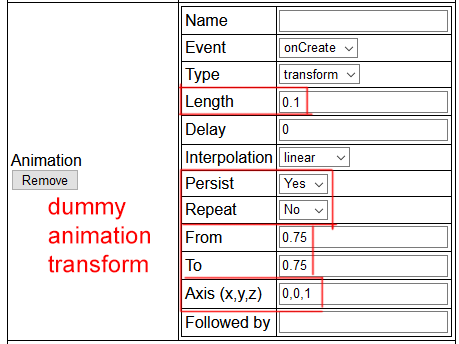 Name
Event onCreate
Type transform
Length 0.1
Delay 0
Interpolation linear
Animation
Remove
Persist Yes
Repeat No
dummy
animation
transform
From 0.75
To 0.75
Axis (x,y,z) 0,0,1
Followed by